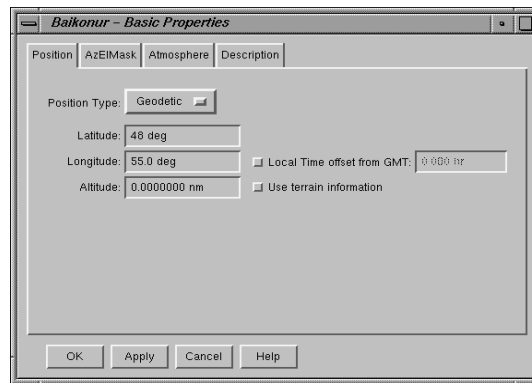 Baikonur – Basic Properties
Position AzElMask Atmosphere Description
Position Type: Geodetic
Latitude: 48 deg
Longitude: 55.0 deg Local Time offset from GMT: 0.000 hr
Altitude: 0.0000000 nm Use terrain information
OK Apply Cancel Help